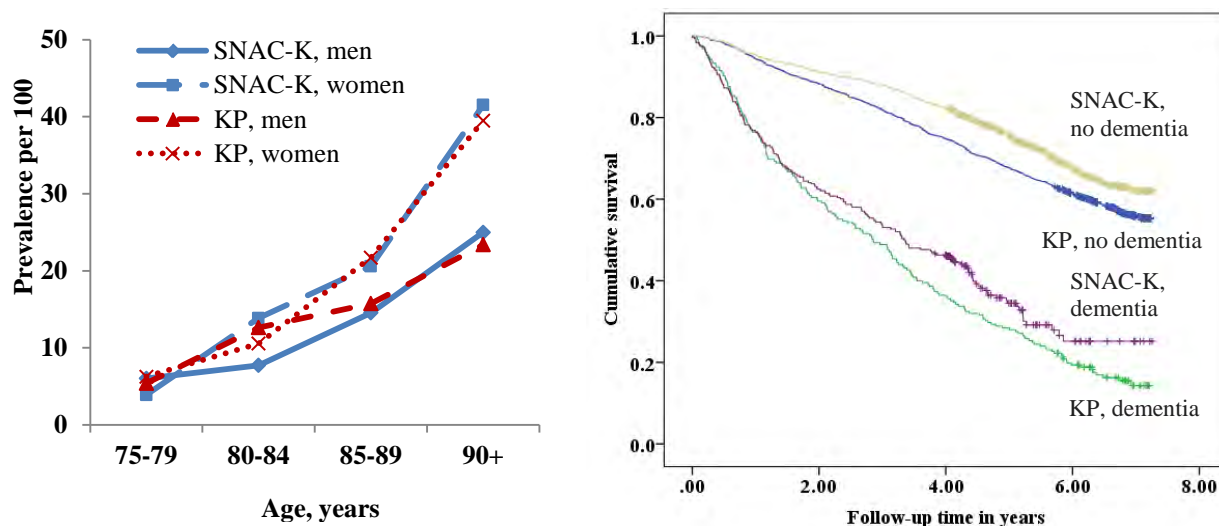 50
40
30
20
10
0
Prevalence per 100
SNAC-K, men
SNAC-K, women
KP, men
KP, women
75-79 80-84 85-89 90+
Age, years
1.0
0.8
0.6
0.4
0.2
0.0
Cumulative survival
SNAC-K,
no dementia
KP, no dementia
SNAC-K,
dementia
KP, dementia
.00 2.00 4.00 6.00 8.00
Follow-up time in years